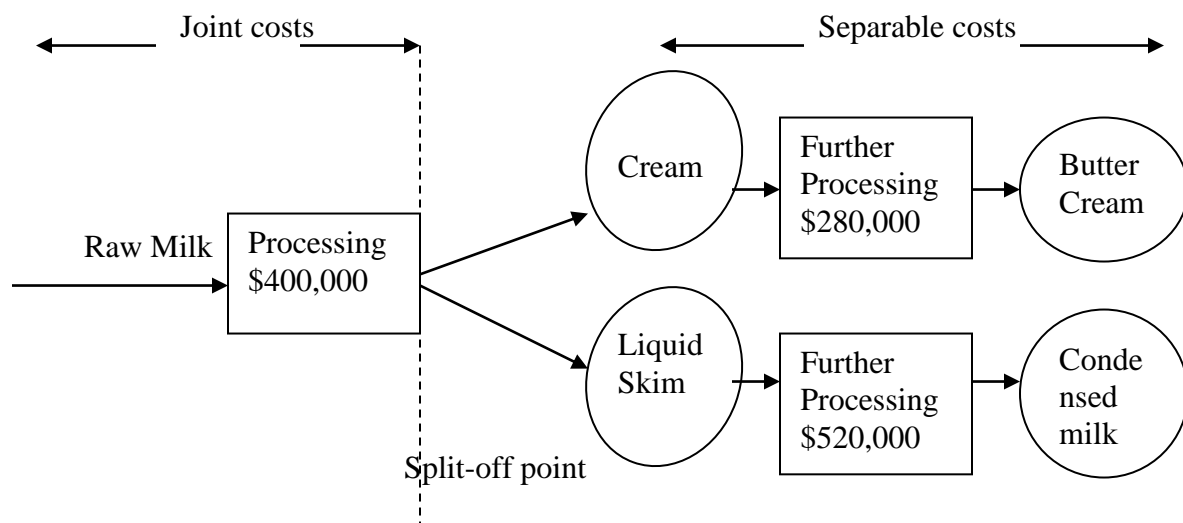 Joint costs
Separable costs
Raw Milk
Processing
$400,000
Cream
Further
Processing
$280,000
Butter
Cream
Liquid
Skim
Further
Processing
$520,000
Conde
nsed
milk
Split-off point